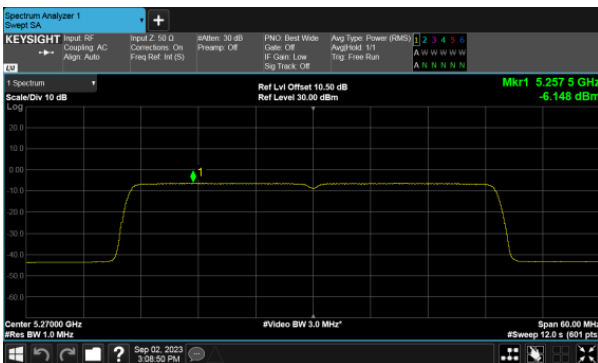 Spectrum Analyzer 1
Swept SA
+
KEYSIGHT Input: RF Input Z: 50 Ω #Atten: 30 dB PNO: Best Wide Avg Type: Power (RMS) 1 2 3 4 5 6
Coupling: AC Corrections: On Preamp: Off Gate: Off Avg|Hold: 1/1 A W W W W W
Align: Auto Freq Ref: Int (S) IF Gain: Low Trig: Free Run
Sig Track: Off A N N N N N
LXI
1 Spectrum Ref Lvl Offset 10.50 dB Mkr1 5.257 5 GHz
Scale/Div 10 dB Ref Level 30.00 dBm -6.148 dBm
Log
20.0
10.0
0.00
1
-10.0
-20.0
-30.0
-40.0
-50.0
-60.0
Center 5.27000 GHz #Video BW 3.0 MHz* Span 60.00 MHz
#Res BW 1.0 MHz #Sweep 12.0 s (601 pts)
? Sep 02, 2023
3:08:50 PM